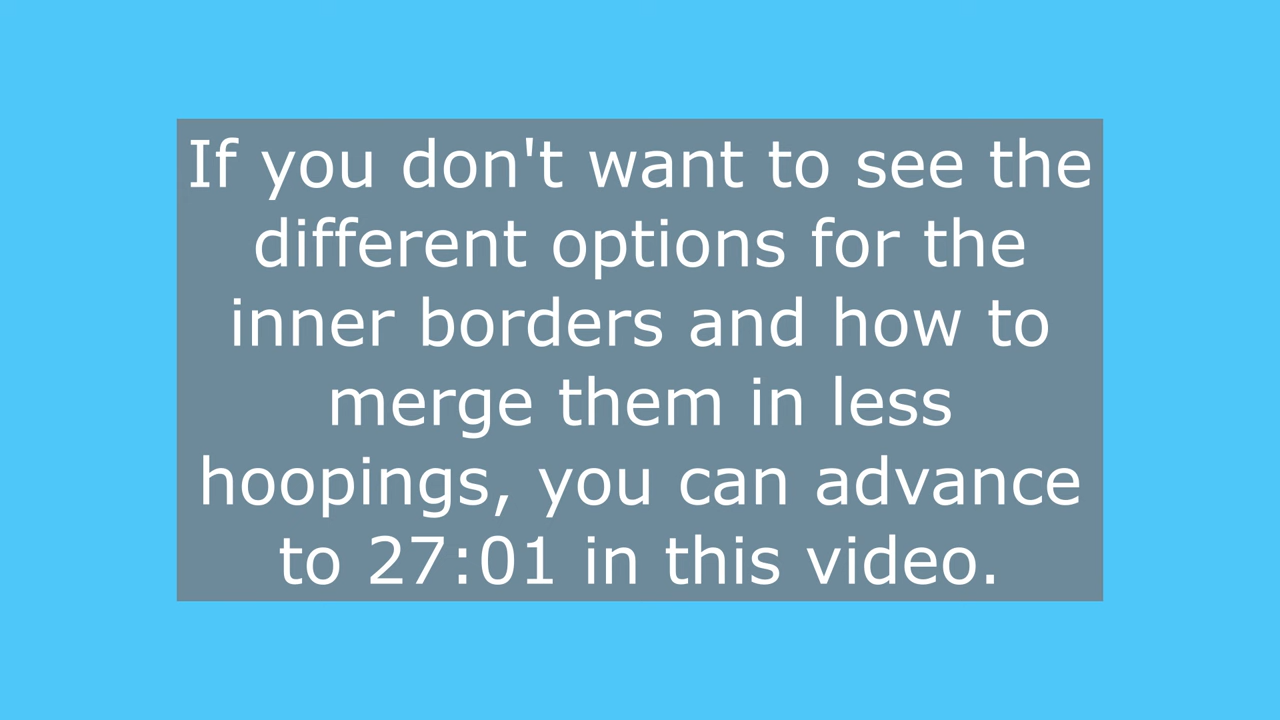 If you don't want to see the
different options for the
inner borders and how to
merge them in less
hoopings, you can advance
to 27:01 in this video.